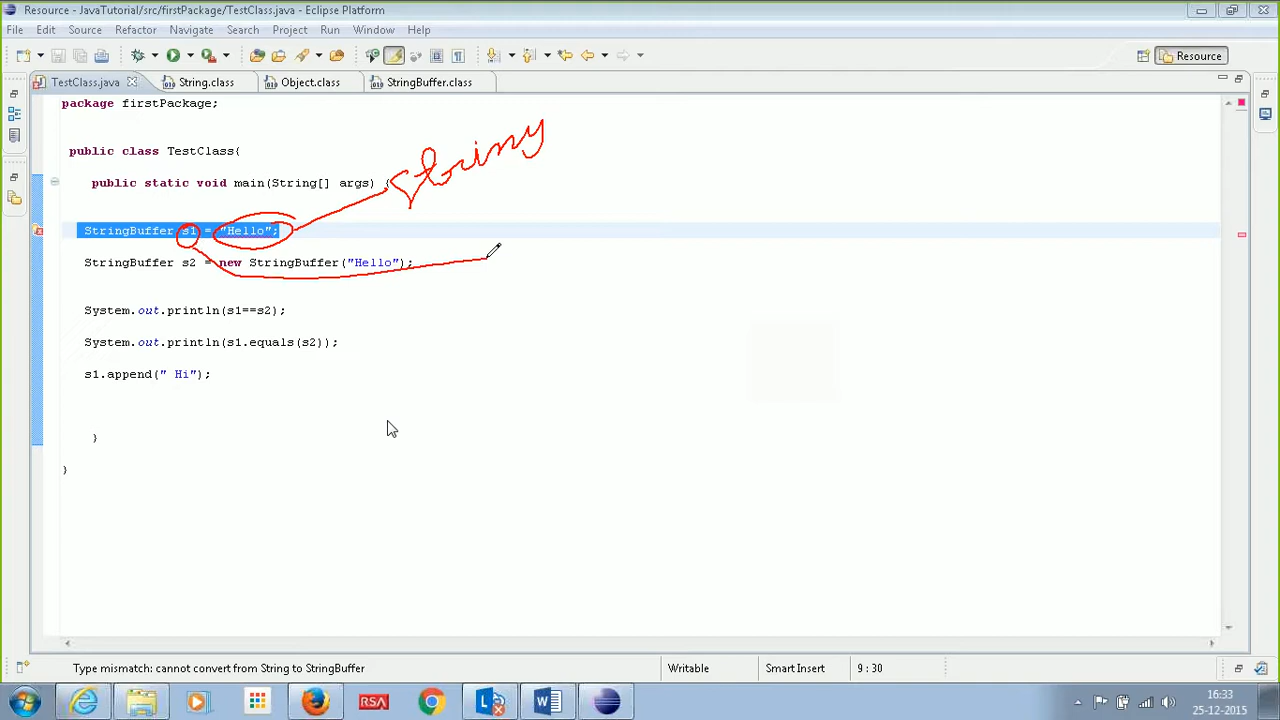 Resource - JavaTutorial/src/firstPackage/TestClass.java - Eclipse Platform
File Edit Source Refactor Navigate Search Project Run Window Help
Resource
TestClass.java String.class Object.class StringBuffer.class
package firstPackage;
public class TestClass{
public static void main(String[] args) {
String
StringBuffer s1 = "Hello";
StringBuffer s2 = new StringBuffer("Hello");
System.out.println(s1==s2);
System.out.println(s1.equals(s2));
s1.append(" Hi");
}
}
Type mismatch: cannot convert from String to StringBuffer Writable Smart Insert 9 : 30
RSA
16:33
25-12-2015